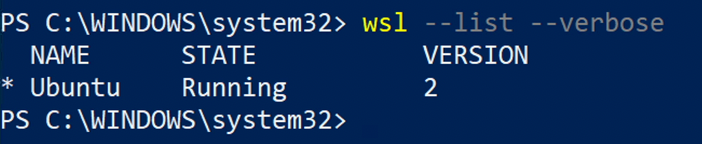 PS C:\WINDOWS\system32> wsl --list --verbose
NAME STATE VERSION
* Ubuntu Running 2
PS C:\WINDOWS\system32>